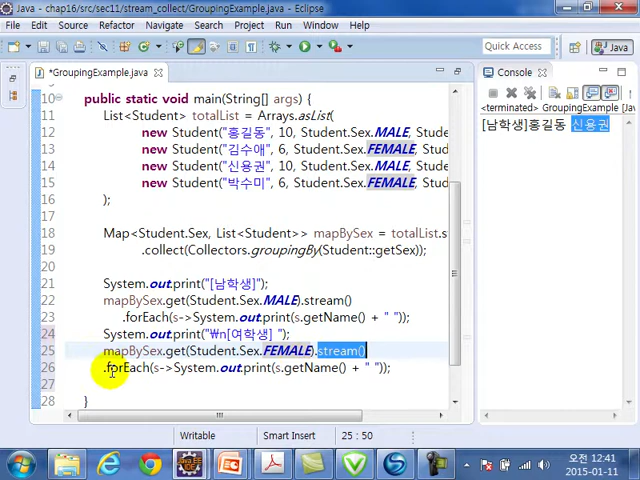 Java - chap16/src/sec11/stream_collect/GroupingExample.java - Eclipse
File Edit Source Refactor Navigate Search Project Run Window Help
Quick Access
Java
*GroupingExample.java
Console
<terminated> GroupingExample [Java
[남학생]홍길동 신용권
10 public static void main(String[] args) {
11 List<Student> totalList = Arrays.asList(
12 new Student("홍길동", 10, Student.Sex.MALE, Stude
13 new Student("김수애", 6, Student.Sex.FEMALE, Stude
14 new Student("신용권", 10, Student.Sex.MALE, Stude
15 new Student("박수미", 6, Student.Sex.FEMALE, Stude
16 );
17
18 Map<Student.Sex, List<Student>> mapBySex = totalList.s
19 .collect(Collectors.groupingBy(Student::getSex));
20
21 System.out.print("[남학생]");
22 mapBySex.get(Student.Sex.MALE).stream()
23 .forEach(s->System.out.print(s.getName() + " "));
24 System.out.print("₩n[여학생] ");
25 mapBySex.get(Student.Sex.FEMALE).stream()
26 .forEach(s->System.out.print(s.getName() + " "));
27
28 }
Writable Smart Insert 25 : 50
오전 12:41
2015-01-11